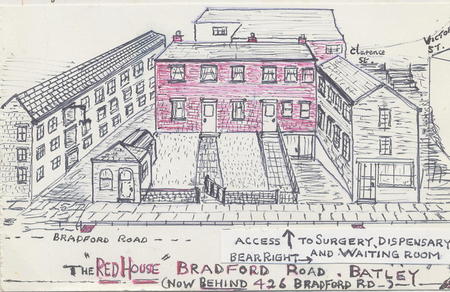 Clarence
St.
Victoria
St.
- - BRADFORD ROAD - - - -
ACCESS ↑ TO SURGERY, DISPENSARY
BEAR RIGHT → AND WAITING ROOM
"THE RED HOUSE" BRADFORD ROAD . BATLEY"
(NOW BEHIND 426 BRADFORD RD-)